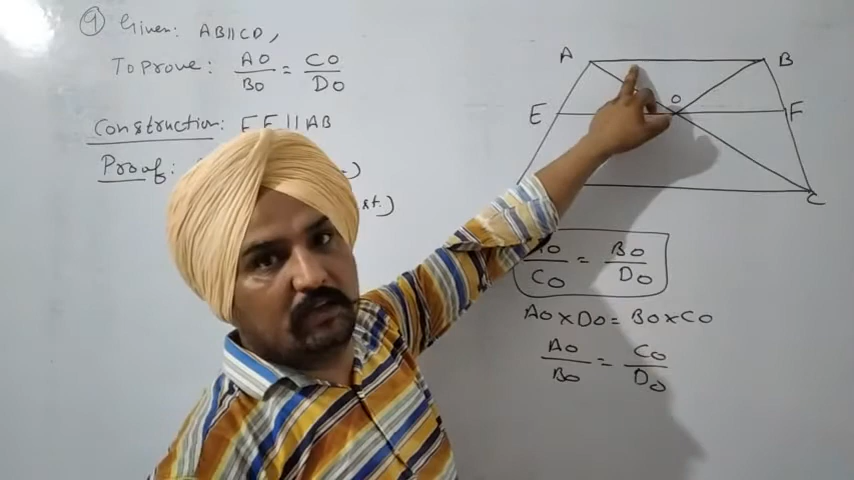 9 Given: AB||CD,
To prove: AO/BO = CO/DO
Construction: EF||AB
Proof:
)
st.)
A B
E O F
C
AO/CO = BO/DO
AO×DO=BO×CO
AO/BO = CO/DO